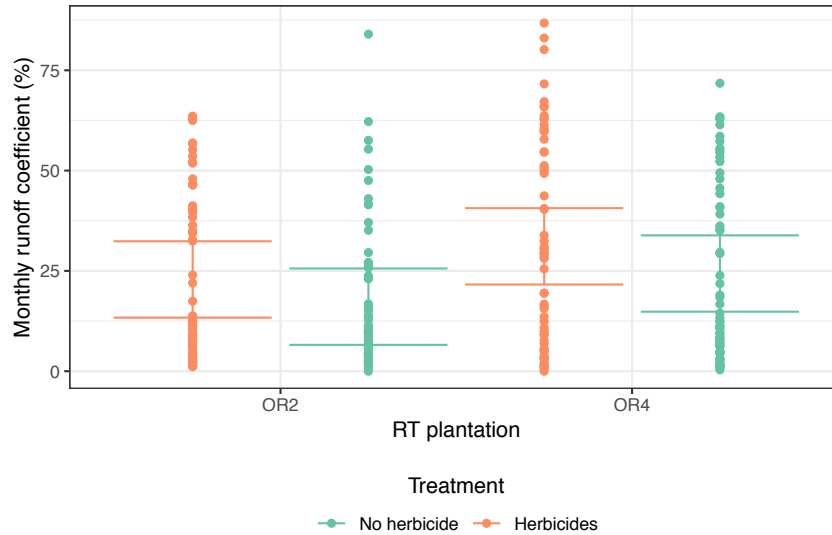 Monthly runoff coefficient (%)
75
50
25
0
OR2 OR4
RT plantation
Treatment
No herbicide Herbicides